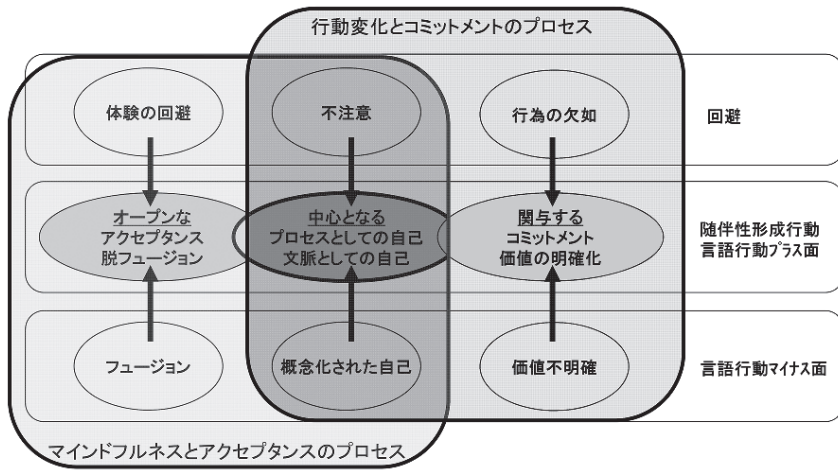 行動変化とコミットメントのプロセス
体験の回避
不注意
行為の欠如
回避
オープンな
アクセプタンス
脱フュージョン
中心となる
プロセスとしての自己
文脈としての自己
関与する
コミットメント
価値の明確化
随伴性形成行動
言語行動プラス面
フュージョン
概念化された自己
価値不明確
言語行動マイナス面
マインドフルネスとアクセプタンスのプロセス